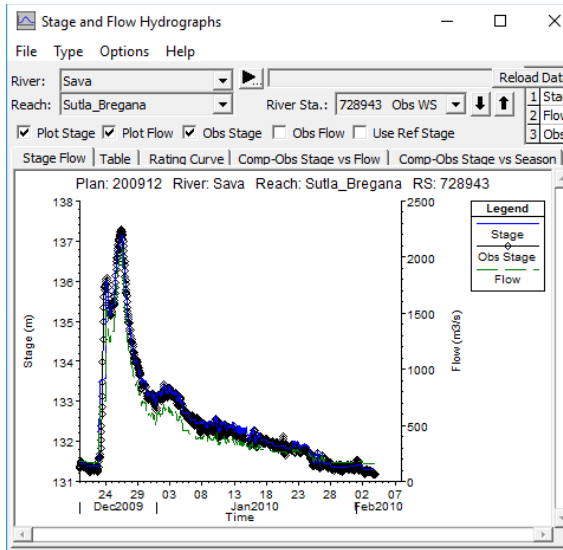 Stage and Flow Hydrographs
File Type Options Help
River: Sava Reload Dat
Reach: Sutla_Bregana River Sta.: 728943 Obs WS 1 Sta
2 Flow
Plot Stage Plot Flow Obs Stage Obs Flow Use Ref Stage 3 Obs
Stage Flow Table Rating Curve Comp-Obs Stage vs Flow Comp-Obs Stage vs Season
Plan: 200912 River: Sava Reach: Sutla_Bregana RS: 728943
138 2500
137
136
135
134
133
132
131
Stage (m)
2000
1500
1000
500
0
Flow (m3/s)
Legend
Stage
Obs Stage
Flow
24 29 03 08 13 18 23 28 02 07
Dec2009 Jan2010 Feb2010
Time